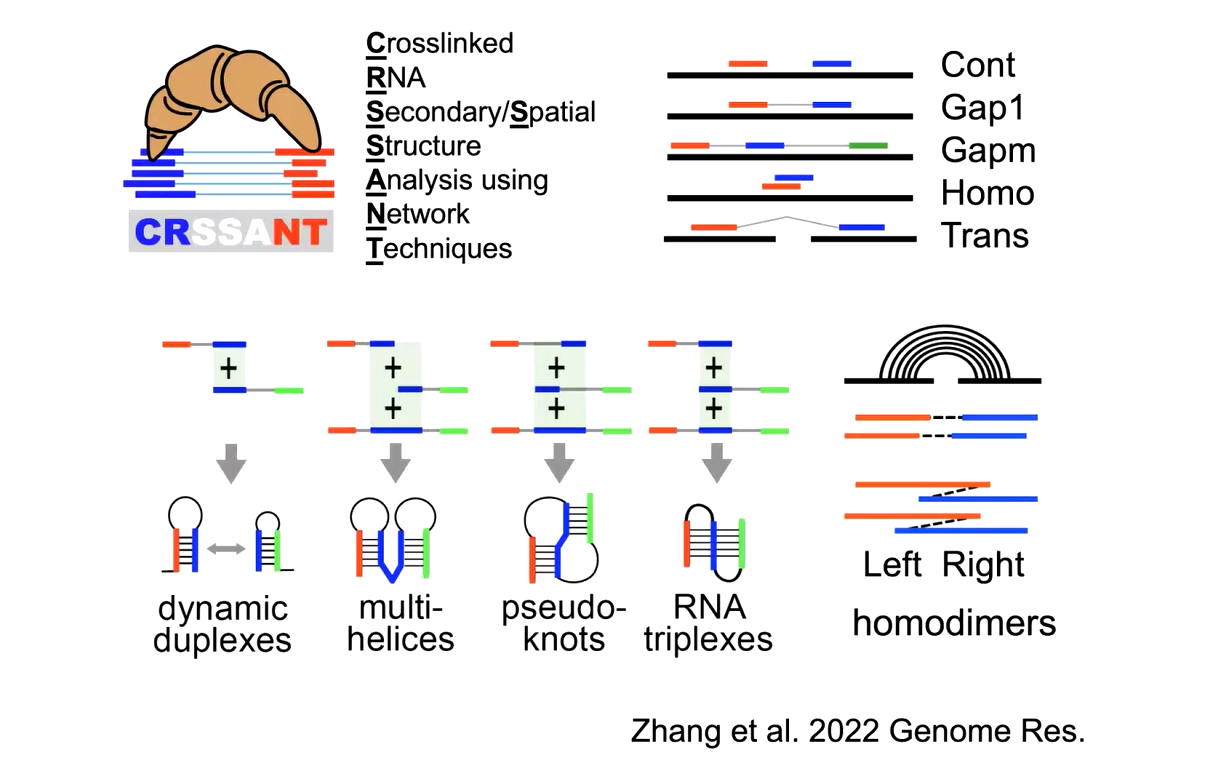 Crosslinked
RNA
Secondary/Spatial
Structure
Analysis using
Network
Techniques
CRSSANT
Cont
Gap1
Gapm
Homo
Trans
+
+
+
+
+
+
+
dynamic
duplexes
multi-
helices
pseudo-
knots
RNA
triplexes
Left Right
homodimers
Zhang et al. 2022 Genome Res.